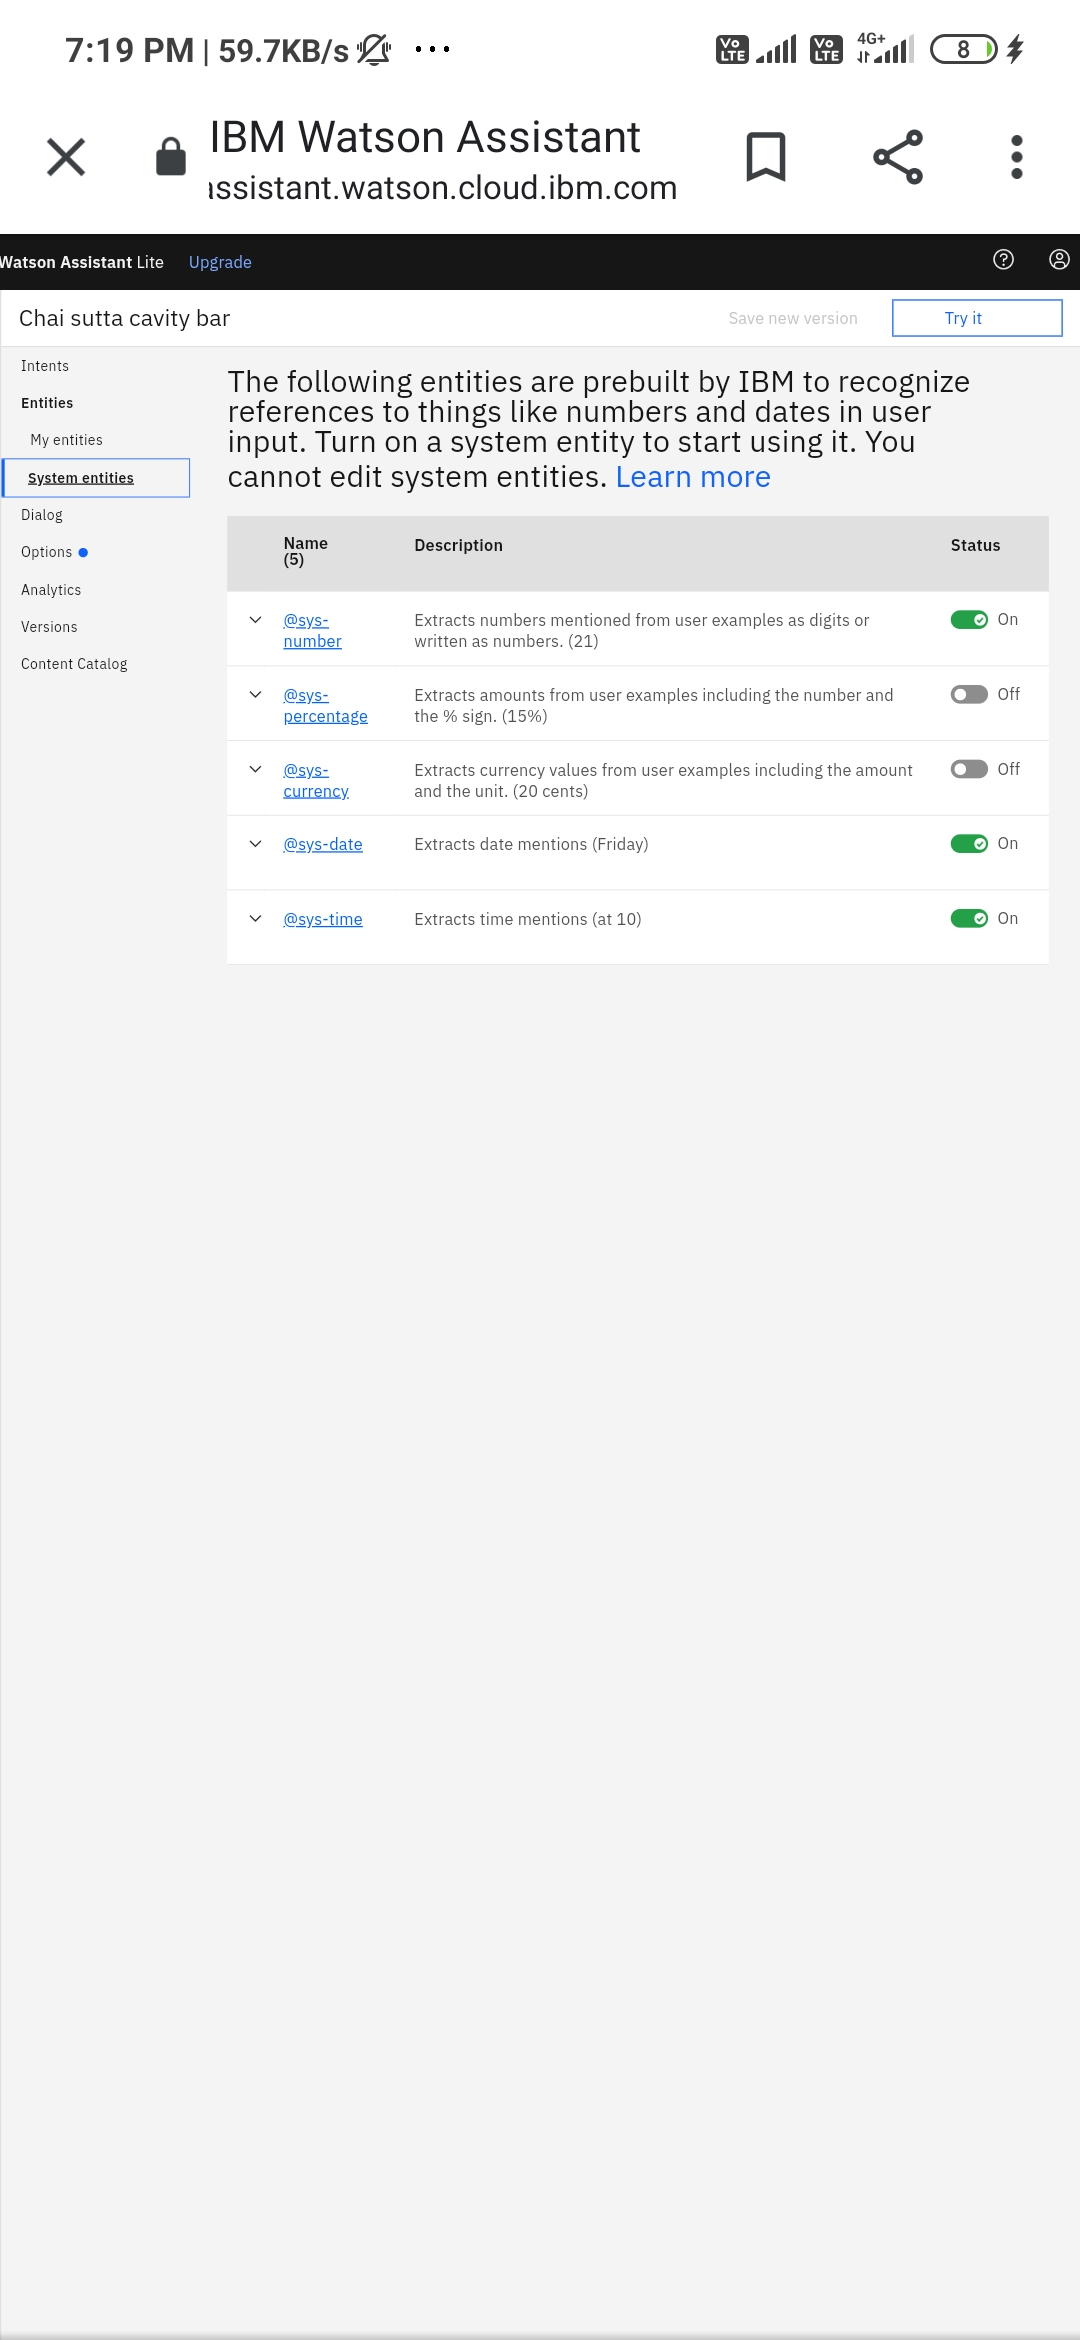 7:19 PM | 59.7KB/s ...
Vo LTE Vo LTE 4G+ 8
IBM Watson Assistant
assistant.watson.cloud.ibm.com
Watson Assistant Lite Upgrade
Chai sutta cavity bar Save new version Try it
Intents
Entities
My entities
System entities
Dialog
Options
Analytics
Versions
Content Catalog
The following entities are prebuilt by IBM to recognize
references to things like numbers and dates in user
input. Turn on a system entity to start using it. You
cannot edit system entities. Learn more
Name (5) Description Status
@sys-number Extracts numbers mentioned from user examples as digits or On
written as numbers. (21)
@sys-percentage Extracts amounts from user examples including the number and Off
the % sign. (15%)
@sys-currency Extracts currency values from user examples including the amount Off
and the unit. (20 cents)
@sys-date Extracts date mentions (Friday) On
@sys-time Extracts time mentions (at 10) On